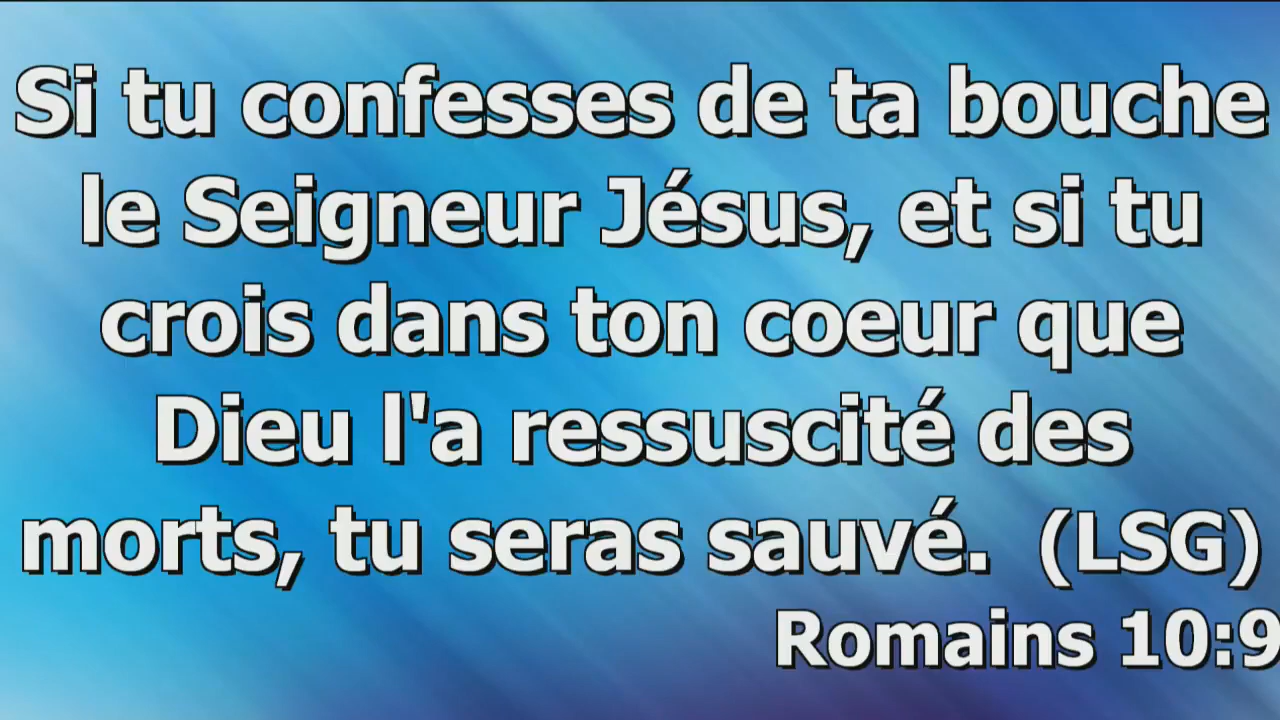 Si tu confesses de ta bouche
le Seigneur Jésus, et si tu
crois dans ton coeur que
Dieu l'a ressuscité des
morts, tu seras sauvé. (LSG)
Romains 10:9